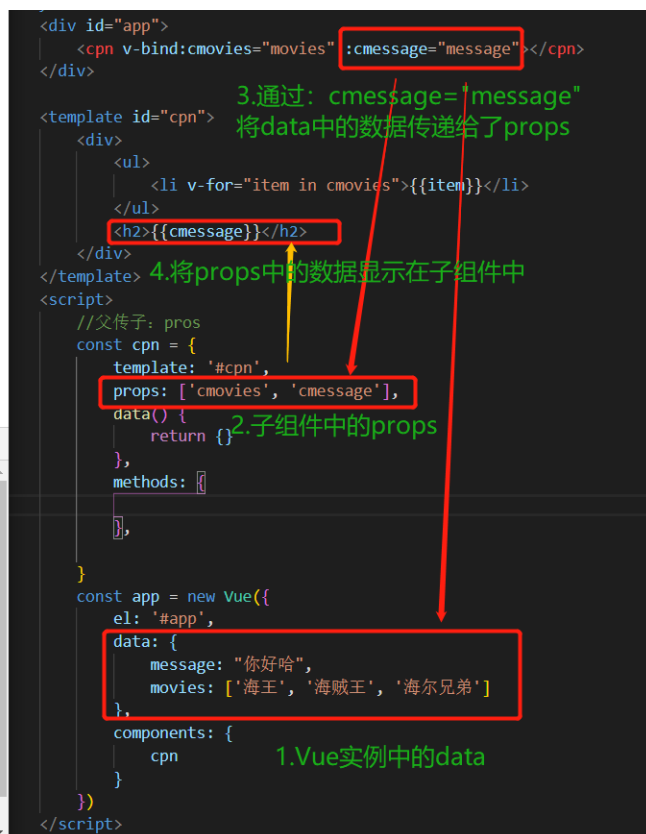 <div id="app">
<cpn v-bind:cmovies="movies" :cmessage="message"></cpn>
</div>
3.通过：cmessage="message"
将data中的数据传递给了props
<template id="cpn">
<div>
<ul>
<li v-for="item in cmovies">{{item}}</li>
</ul>
<h2>{{cmessage}}</h2>
</div>
</template>
4.将props中的数据显示在子组件中
<script>
//父传子：pros
const cpn = {
template: '#cpn',
props: ['cmovies', 'cmessage'],
2.子组件中的props
data() {
return {}
},
methods: {
},
}
const app = new Vue({
el: '#app',
data: {
message: "你好哈",
movies: ['海王', '海贼王', '海尔兄弟']
},
components: {
1.Vue实例中的data
cpn
}
})
</script>